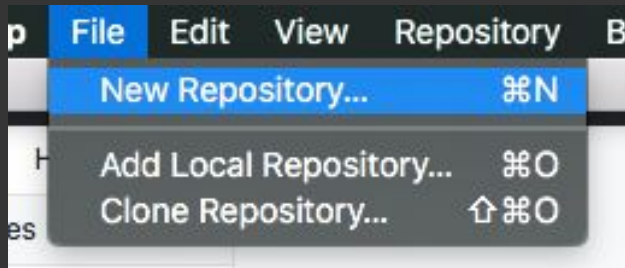 p File Edit View Repository B
New Repository... ⌘N
H
Add Local Repository... ⌘O
Clone Repository... ⇧⌘O
es